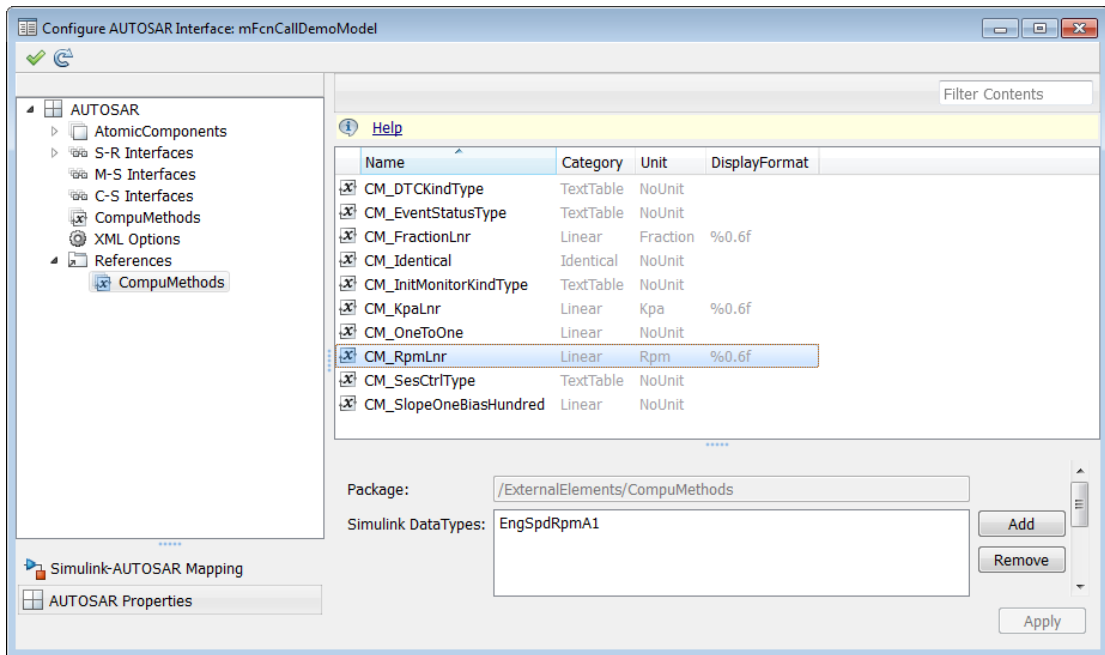 Configure AUTOSAR Interface: mFcnCallDemoModel
Filter Contents
AUTOSAR
AtomicComponents
S-R Interfaces
M-S Interfaces
C-S Interfaces
CompuMethods
XML Options
References
CompuMethods
Simulink-AUTOSAR Mapping
AUTOSAR Properties
Help
Name Category Unit DisplayFormat
CM_DTCKindType TextTable NoUnit
CM_EventStatusType TextTable NoUnit
CM_FractionLnr Linear Fraction %0.6f
CM_Identical Identical NoUnit
CM_InitMonitorKindType TextTable NoUnit
CM_KpaLnr Linear Kpa %0.6f
CM_OneToOne Linear NoUnit
CM_RpmLnr Linear Rpm %0.6f
CM_SesCtrlType TextTable NoUnit
CM_SlopeOneBiasHundred Linear NoUnit
Package: /ExternalElements/CompuMethods
Simulink DataTypes: EngSpdRpmA1
Add
Remove
Apply